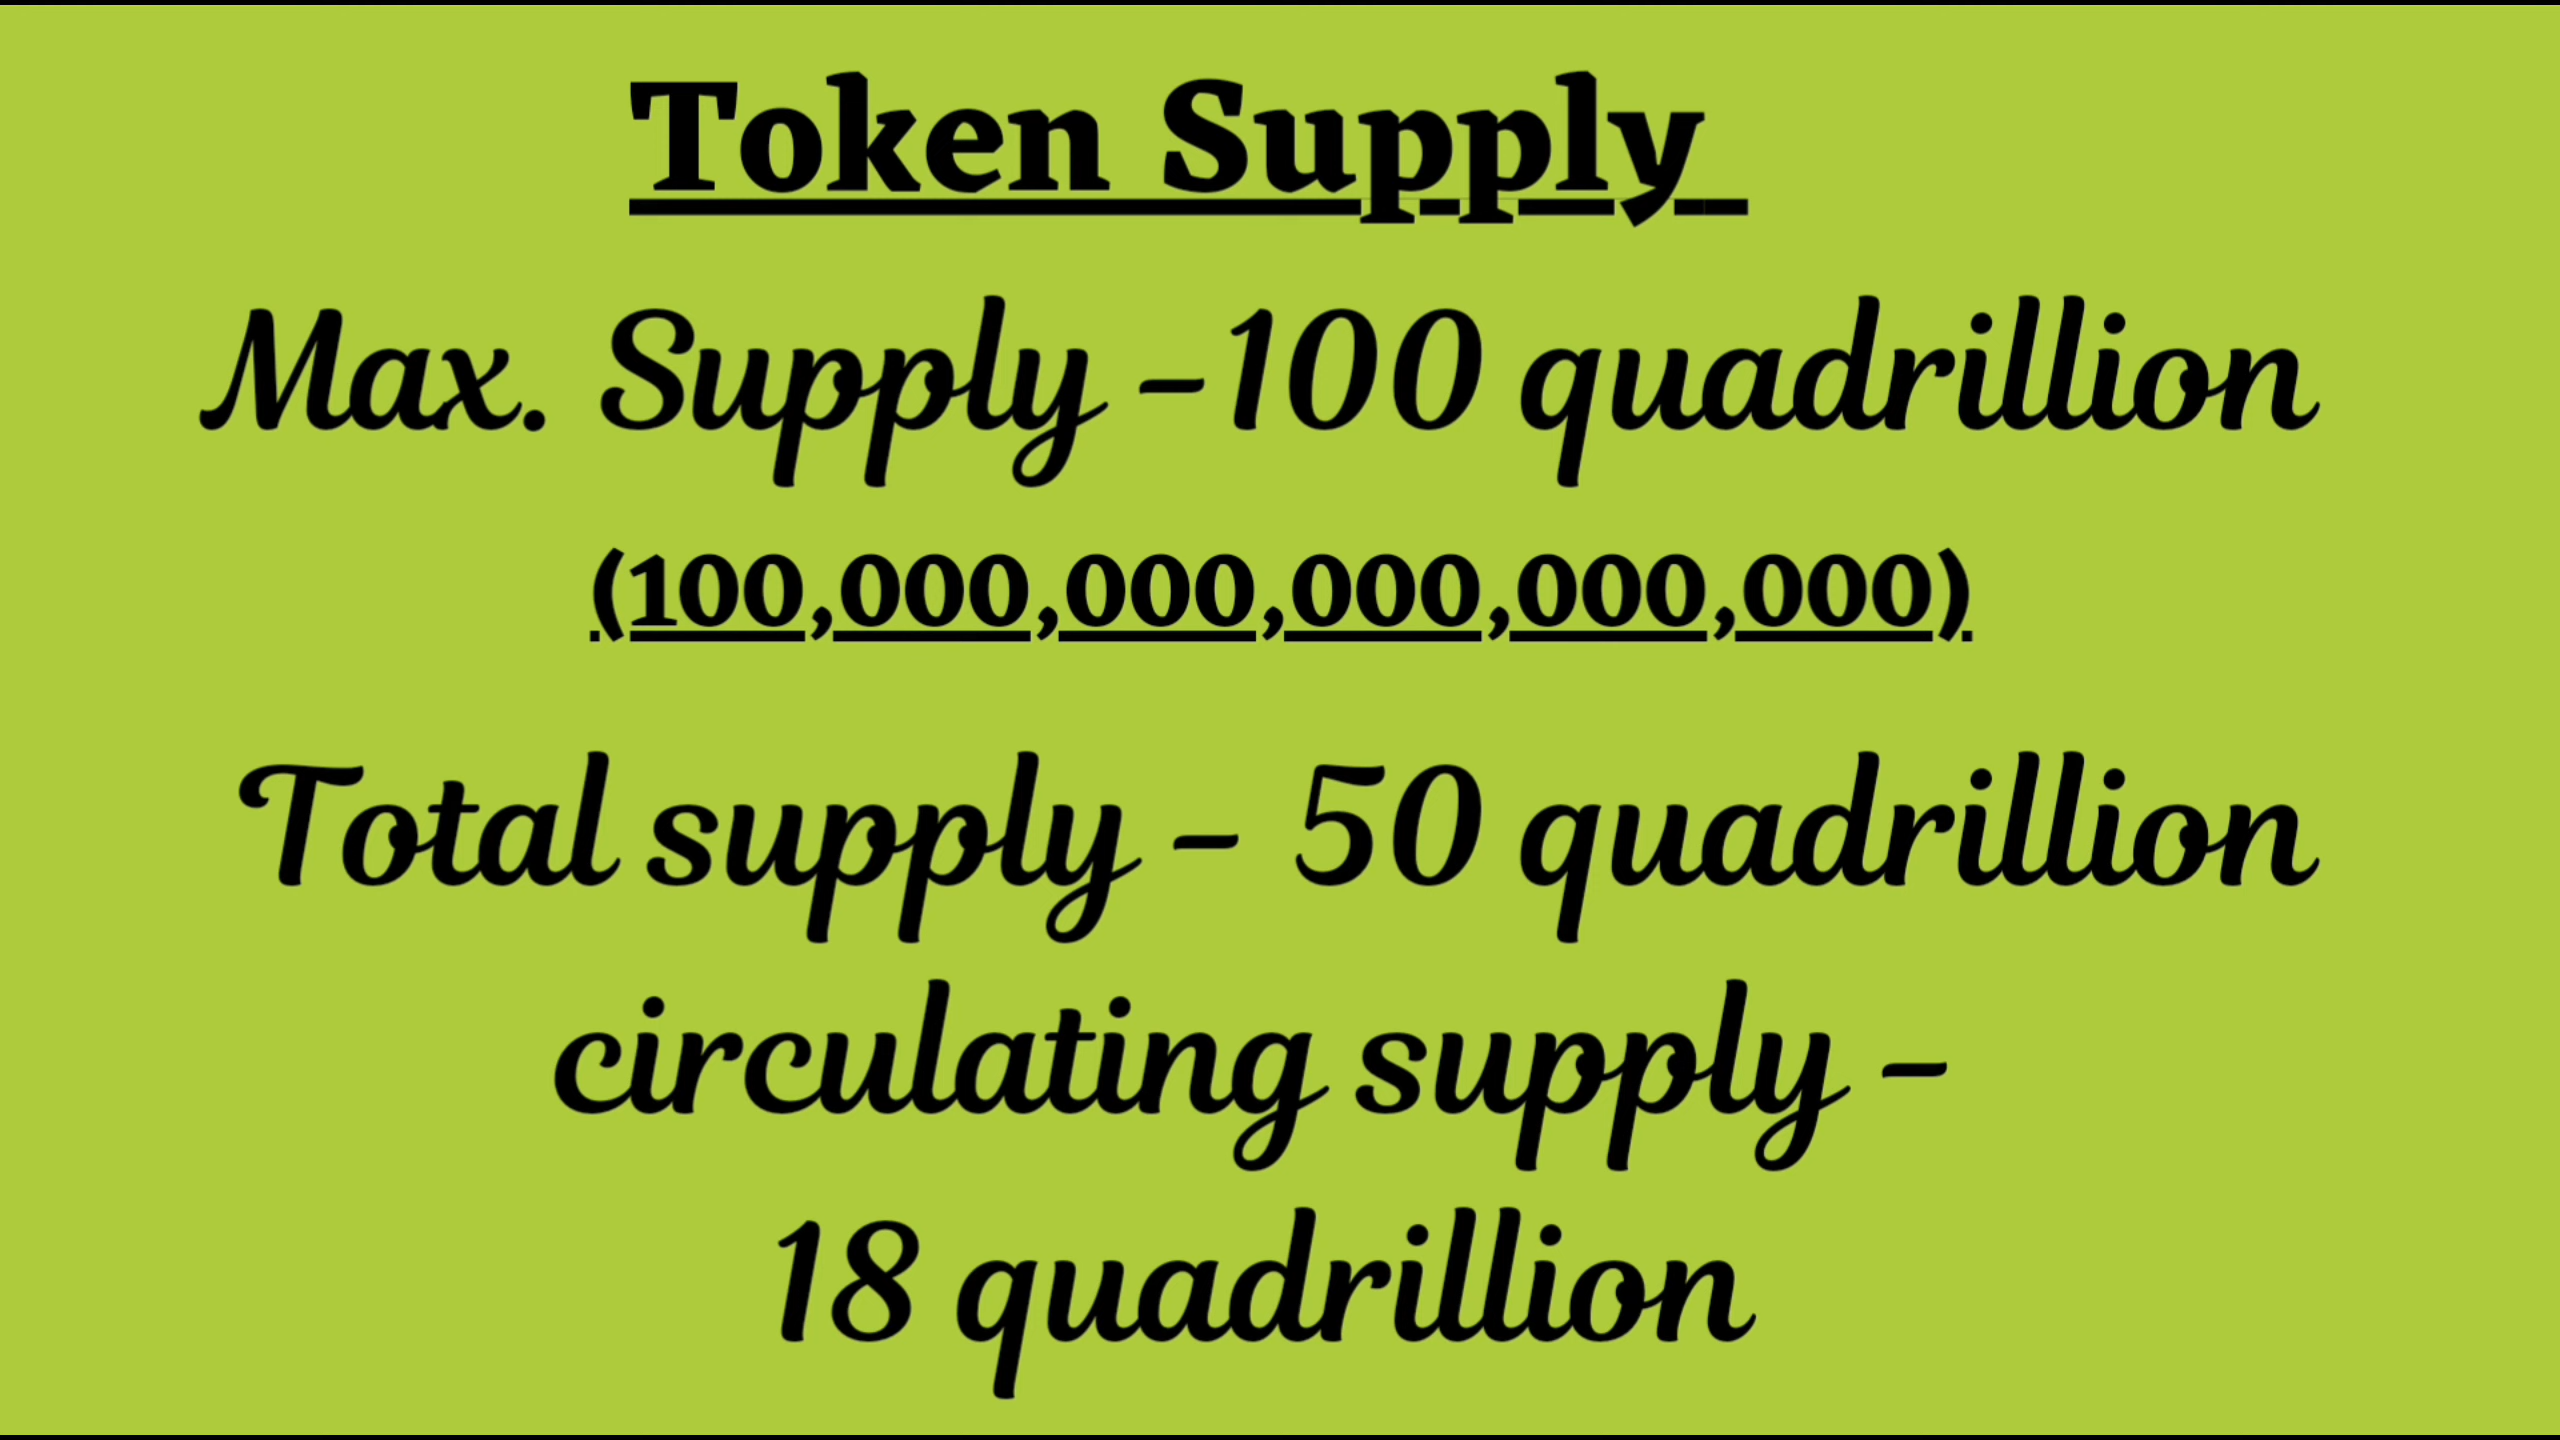 Token Supply
Max. Supply -100 quadrillion
(100,000,000,000,000,000)
Total supply - 50 quadrillion
circulating supply -
18 quadrillion